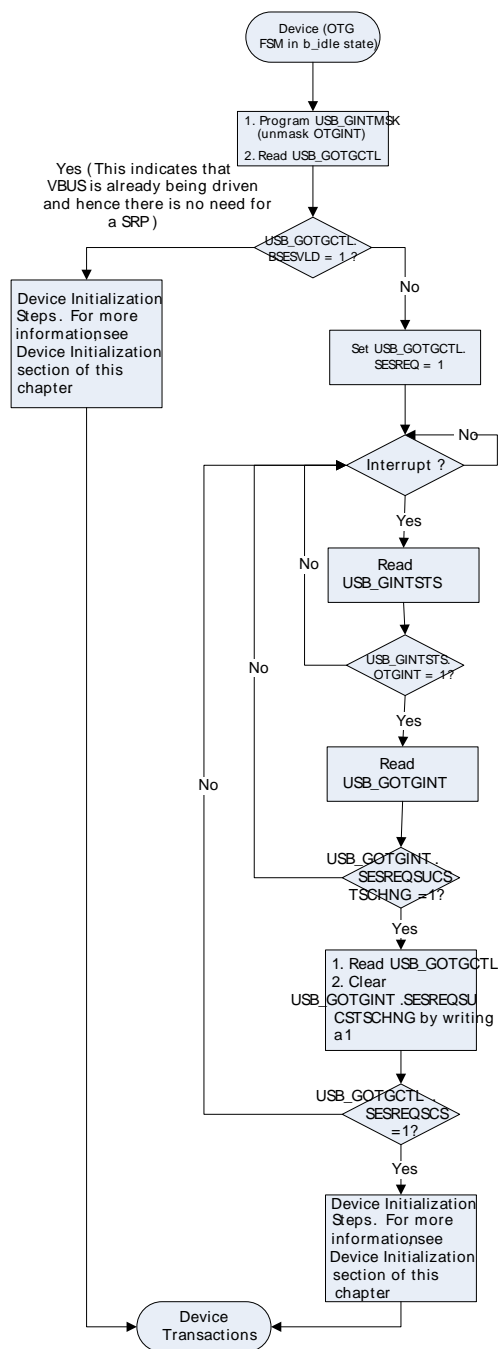 Device (OTG
FSM in b_idle state)
1. Program USB_GINTMSK
(unmask OTGINT)
2. Read USB_GOTGCTL
Yes (This indicates that
VBUS is already being driven
and hence there is no need for
a SRP)
USB_GOTGCTL.
BSESVLD = 1 ?
No
Device Initialization
Steps. For more
information,see
Device Initialization
section of this
chapter
Set USB_GOTGCTL.
SESREQ = 1
No
Interrupt ?
Yes
No
Read
USB_GINTSTS
No
USB_GINTSTS.
OTGINT = 1?
Yes
Read
USB_GOTGINT
No
USB_GOTGINT .
SESREQSUCS
TSCHNG =1?
Yes
1. Read USB_GOTGCTL
2. Clear
USB_GOTGINT .SESREQSU
CSTSCHNG by writing
a 1
USB_GOTGCTL .
SESREQSCS
=1?
Yes
Device Initialization
Steps. For more
information,see
Device Initialization
section of this
chapter
Device
Transactions